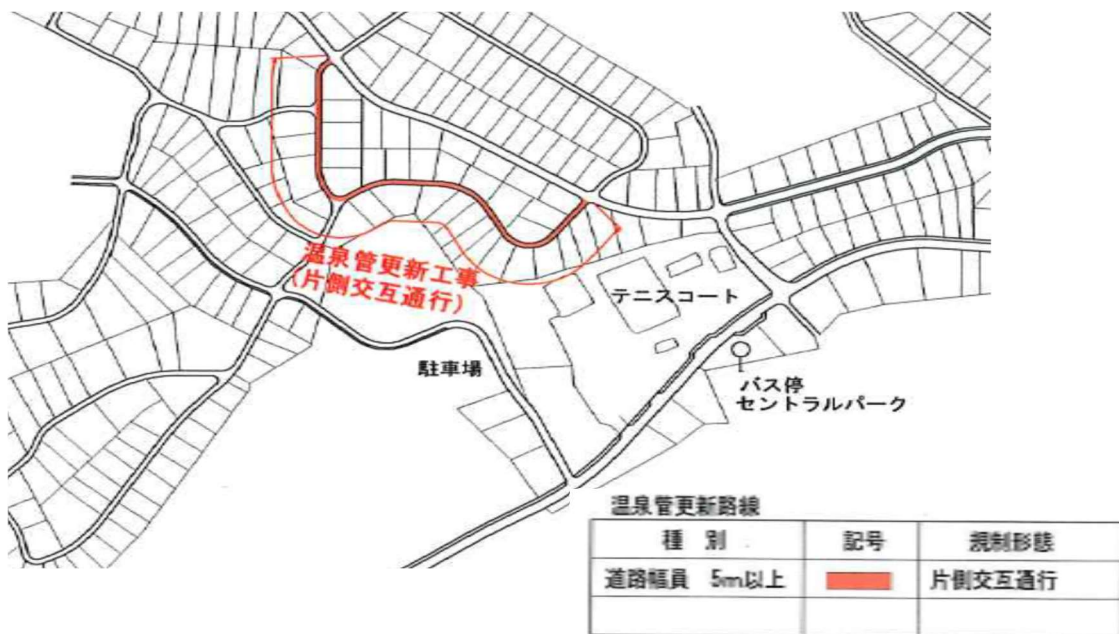 温泉管更新工事
(片側交互通行)
テニスコート
駐車場
バス停
セントラルパーク
温泉管更新路線
種 別 記号 規制形態
道路幅員 5m以上 片側交互通行